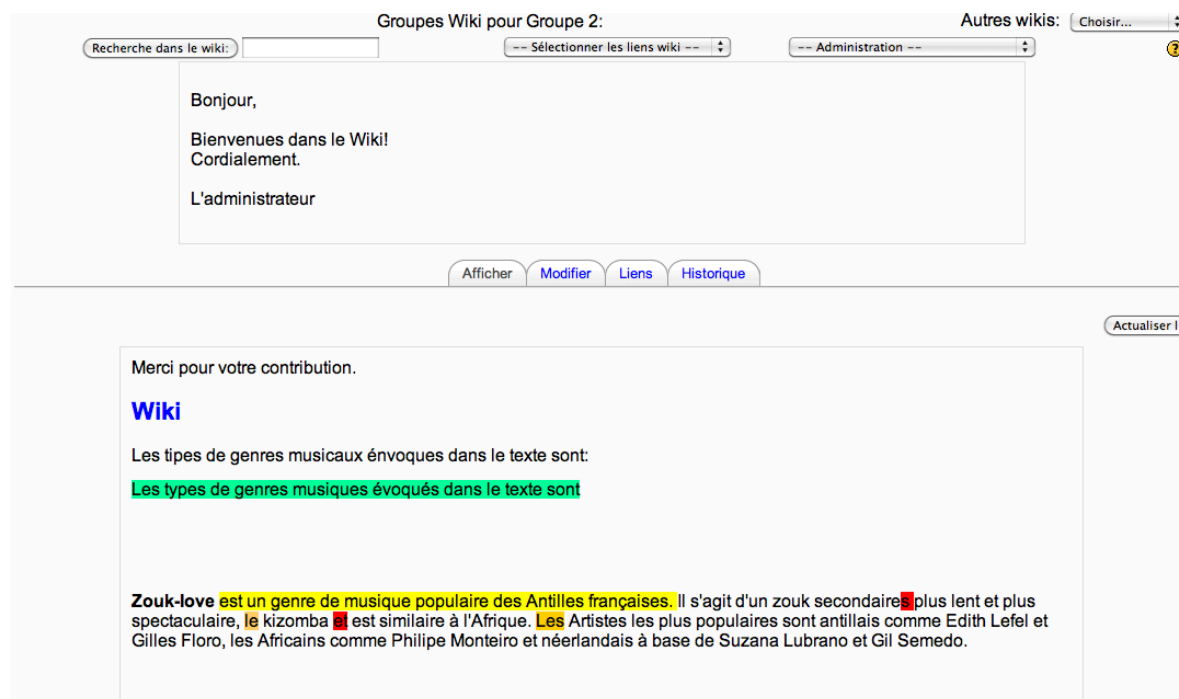 Groupes Wiki pour Groupe 2:
Autres wikis: Choisir...
Recherche dans le wiki:
-- Sélectionner les liens wiki --
-- Administration --
?
Bonjour,
Bienvenues dans le Wiki!
Cordialement.
L'administrateur
Afficher
Modifier
Liens
Historique
Actualiser l
Merci pour votre contribution.
Wiki
Les tipes de genres musicaux énvoques dans le texte sont:
Les types de genres musiques évoqués dans le texte sont
Zouk-love est un genre de musique populaire des Antilles françaises. Il s'agit d'un zouk secondaires plus lent et plus
spectaculaire, le kizomba et est similaire à l'Afrique. Les Artistes les plus populaires sont antillais comme Edith Lefel et
Gilles Floro, les Africains comme Philipe Monteiro et néerlandais à base de Suzana Lubrano et Gil Semedo.